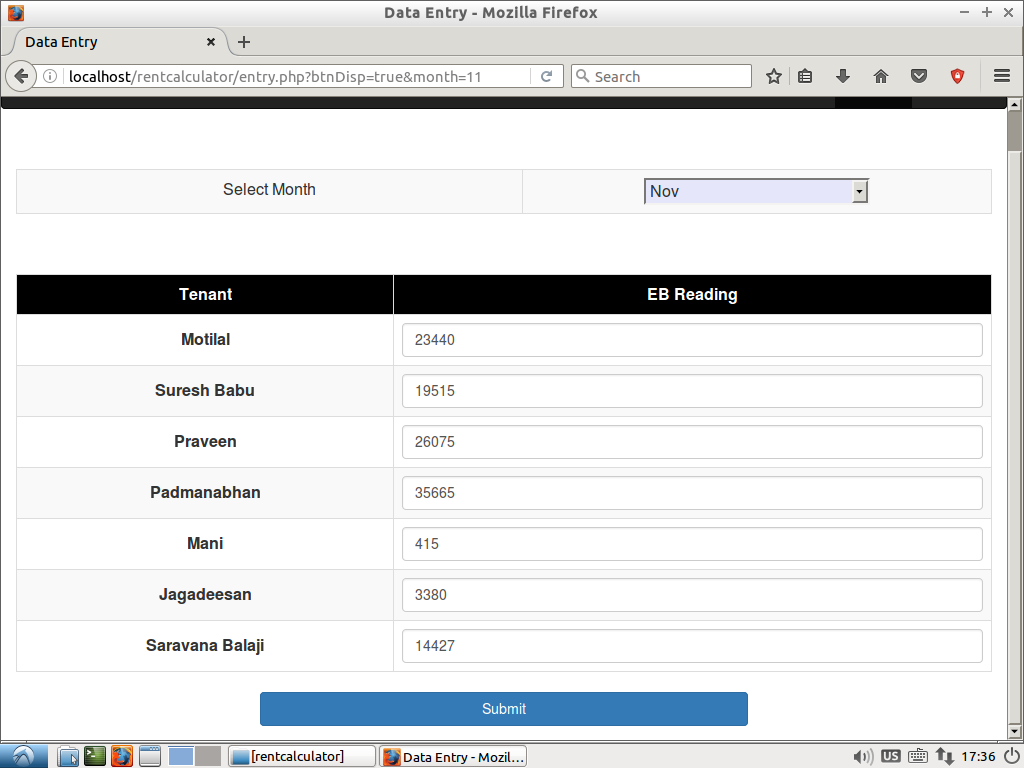 Data Entry - Mozilla Firefox
Data Entry
localhost/rentcalculator/entry.php?btnDisp=true&month=11
Search
Select Month
Nov
Tenant EB Reading
Motilal 23440
Suresh Babu 19515
Praveen 26075
Padmanabhan 35665
Mani 415
Jagadeesan 3380
Saravana Balaji 14427
Submit
[rentcalculator] Data Entry - Mozil... US 17:36